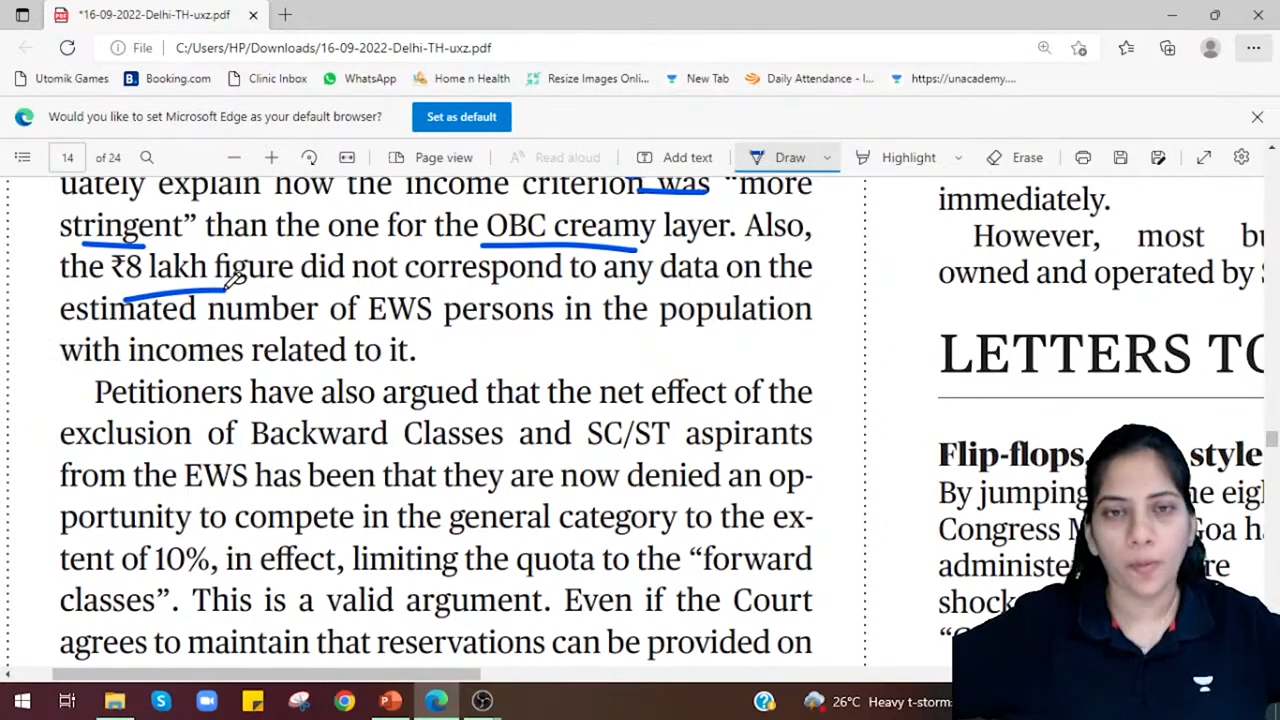 *16-09-2022-Delhi-TH-uxz.pdf
File C:/Users/HP/Downloads/16-09-2022-Delhi-TH-uxz.pdf
Utomik Games Booking.com Clinic Inbox WhatsApp Home n Health Resize Images Onli... New Tab Daily Attendance - I... https://unacademy....
Would you like to set Microsoft Edge as your default browser? Set as default
14 of 24 Page view Read aloud Add text Draw Highlight Erase
uately explain how the income criterion was “more
stringent” than the one for the OBC creamy layer. Also,
the ₹8 lakh figure did not correspond to any data on the
estimated number of EWS persons in the population
with incomes related to it.
Petitioners have also argued that the net effect of the
exclusion of Backward Classes and SC/ST aspirants
from the EWS has been that they are now denied an op-
portunity to compete in the general category to the ex-
tent of 10%, in effect, limiting the quota to the “forward
classes”. This is a valid argument. Even if the Court
agrees to maintain that reservations can be provided on
immediately.
However, most bu
owned and operated by S
LETTERS TO
Flip-flops, style
By jumping he eigh
Congress M Goa ha
administe re
shock
26°C Heavy t-storms